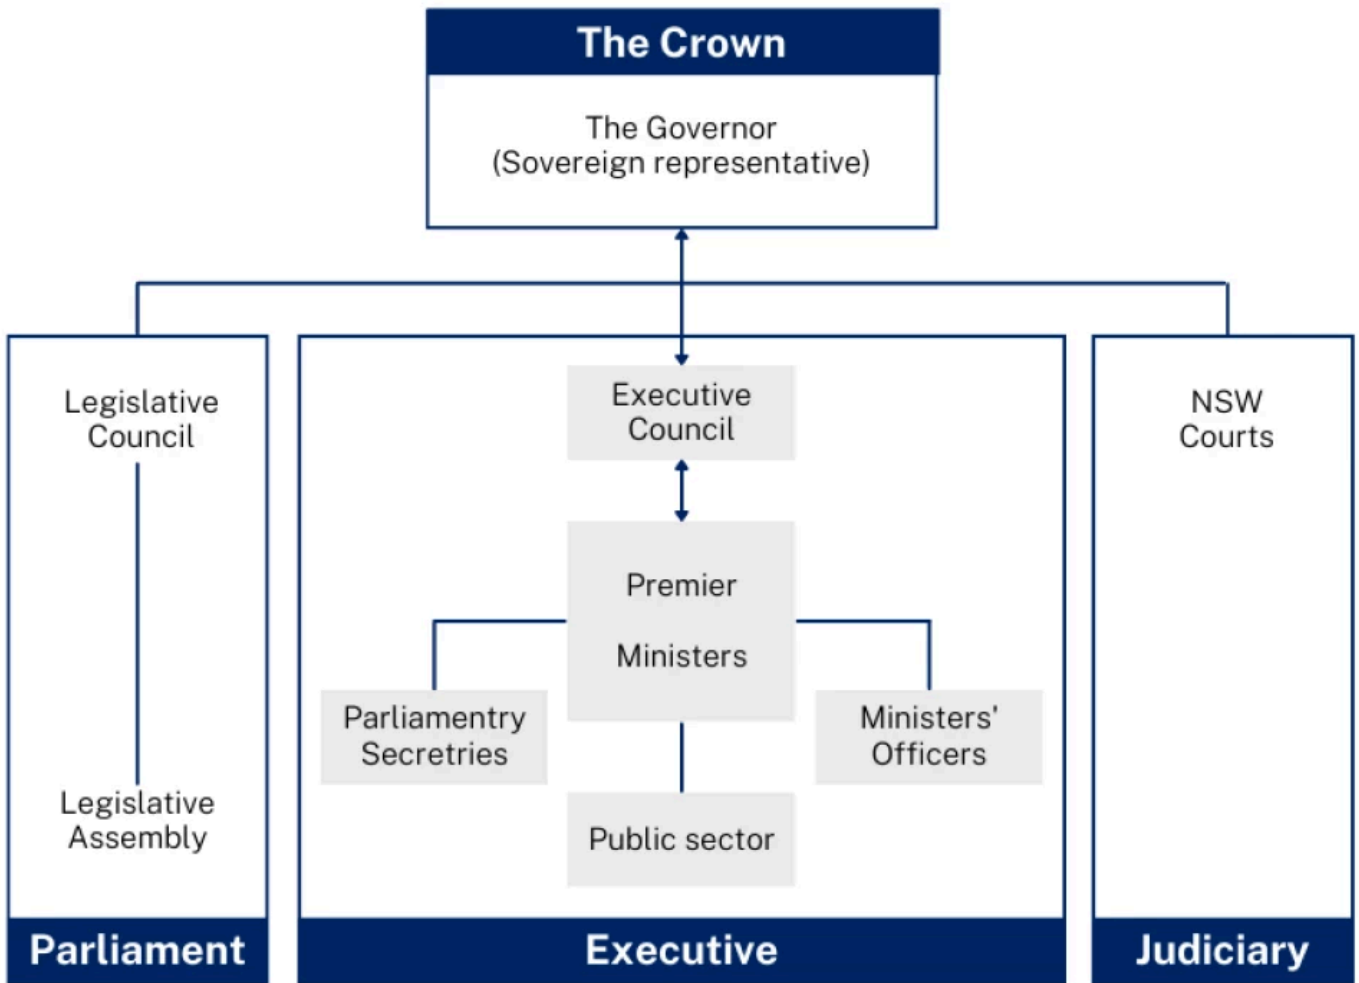 The Crown
The Governor
(Sovereign representative)
Legislative
Council
Legislative
Assembly
Parliament
Executive
Council
Premier
Ministers
Parliamentry
Secretries
Ministers'
Officers
Public sector
Executive
NSW
Courts
Judiciary